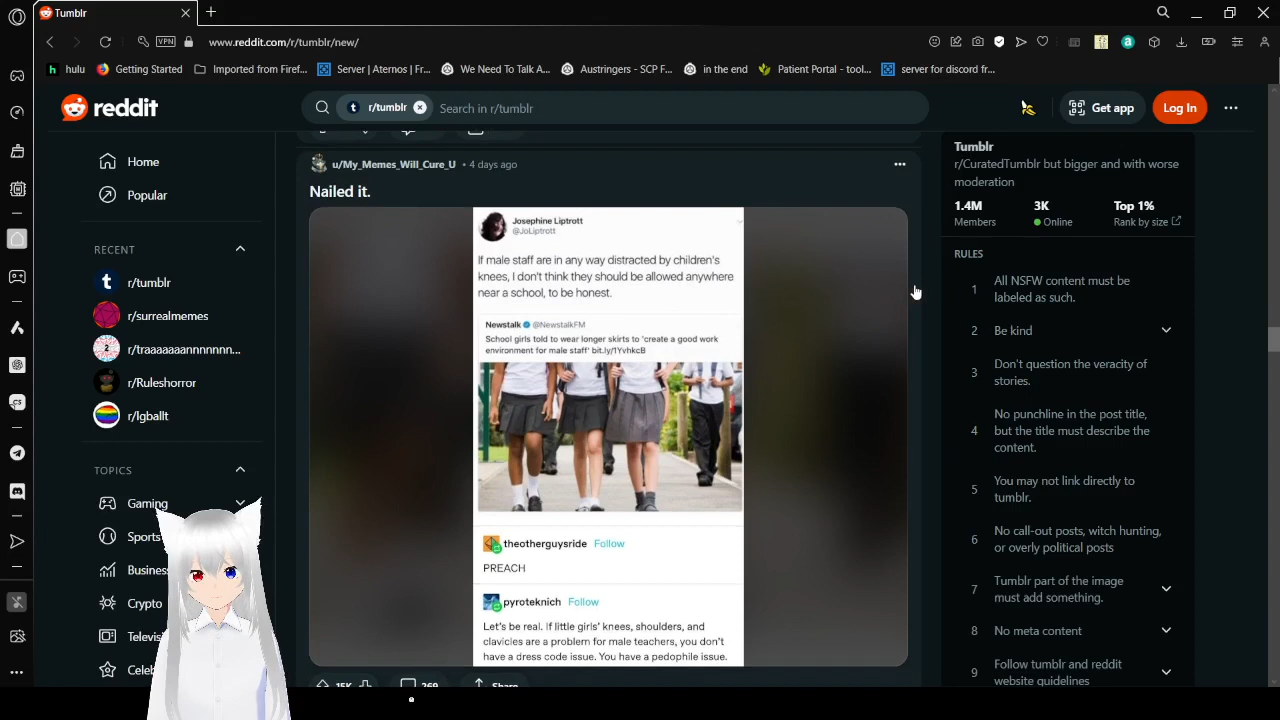 Tumblr
VPN
www.reddit.com/r/tumblr/new/
hulu
Getting Started
Imported from Firef...
Server | Aternos | Fr...
We Need To Talk A...
Austringers - SCP F...
in the end
Patient Portal - tool...
server for discord fr...
reddit
r/tumblr
Search in r/tumblr
Get app
Log In
Home
Popular
RECENT
r/tumblr
r/surrealmemes
r/traaaaaaannnnnnn...
r/Ruleshorror
r/lgballt
TOPICS
Gaming
Sports
Busines
Crypto
Televis
Celeb
u/My_Memes_Will_Cure_U • 4 days ago
Nailed it.
Josephine Liptrott
@JoLiptrott
If male staff are in any way distracted by children's
knees, I don't think they should be allowed anywhere
near a school, to be honest.
Newstalk @NewstalkFM
School girls told to wear longer skirts to 'create a good work
environment for male staff' bit.ly/1YvhkcB
theotherguysride Follow
PREACH
pyroteknich Follow
Let's be real. If little girls' knees, shoulders, and
clavicies are a problem for male teachers, you don't
have a dress code issue. You have a pedophile issue.
15K
269
Share
Tumblr
r/CuratedTumblr but bigger and with worse
moderation
1.4M
Members
3K
Online
Top 1%
Rank by size
RULES
1
All NSFW content must be
labeled as such.
2
Be kind
3
Don't question the veracity of
stories.
4
No punchline in the post title,
but the title must describe the
content.
5
You may not link directly to
tumblr.
6
No call-out posts, witch hunting,
or overly political posts
7
Tumblr part of the image
must add something.
8
No meta content
9
Follow tumblr and reddit
website guidelines